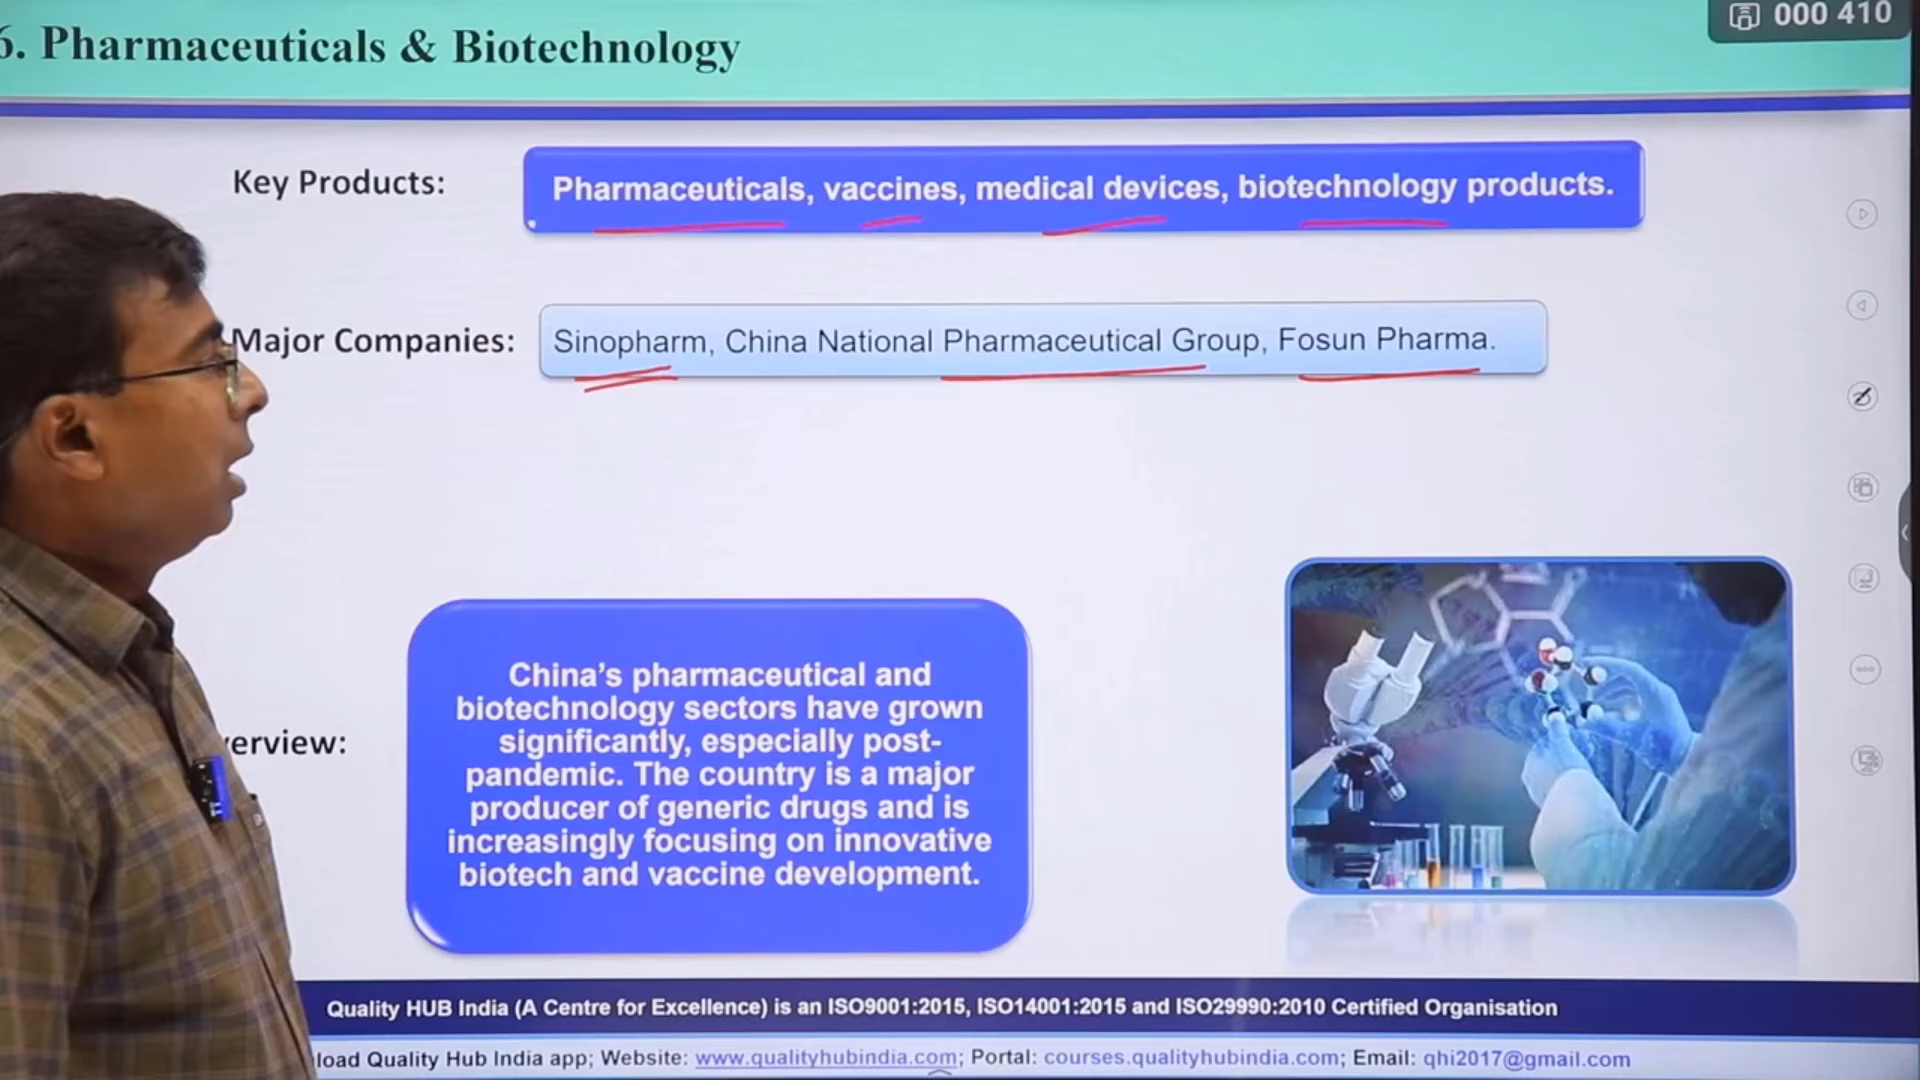 6. Pharmaceuticals & Biotechnology
000 410
Key Products:
Pharmaceuticals, vaccines, medical devices, biotechnology products.
Major Companies:
Sinopharm, China National Pharmaceutical Group, Fosun Pharma.
verview:
China’s pharmaceutical and
biotechnology sectors have grown
significantly, especially post-
pandemic. The country is a major
producer of generic drugs and is
increasingly focusing on innovative
biotech and vaccine development.
Quality HUB India (A Centre for Excellence) is an ISO9001:2015, ISO14001:2015 and ISO29990:2010 Certified Organisation
load Quality Hub India app; Website: www.qualityhubindia.com; Portal: courses.qualityhubindia.com; Email: qhi2017@gmail.com